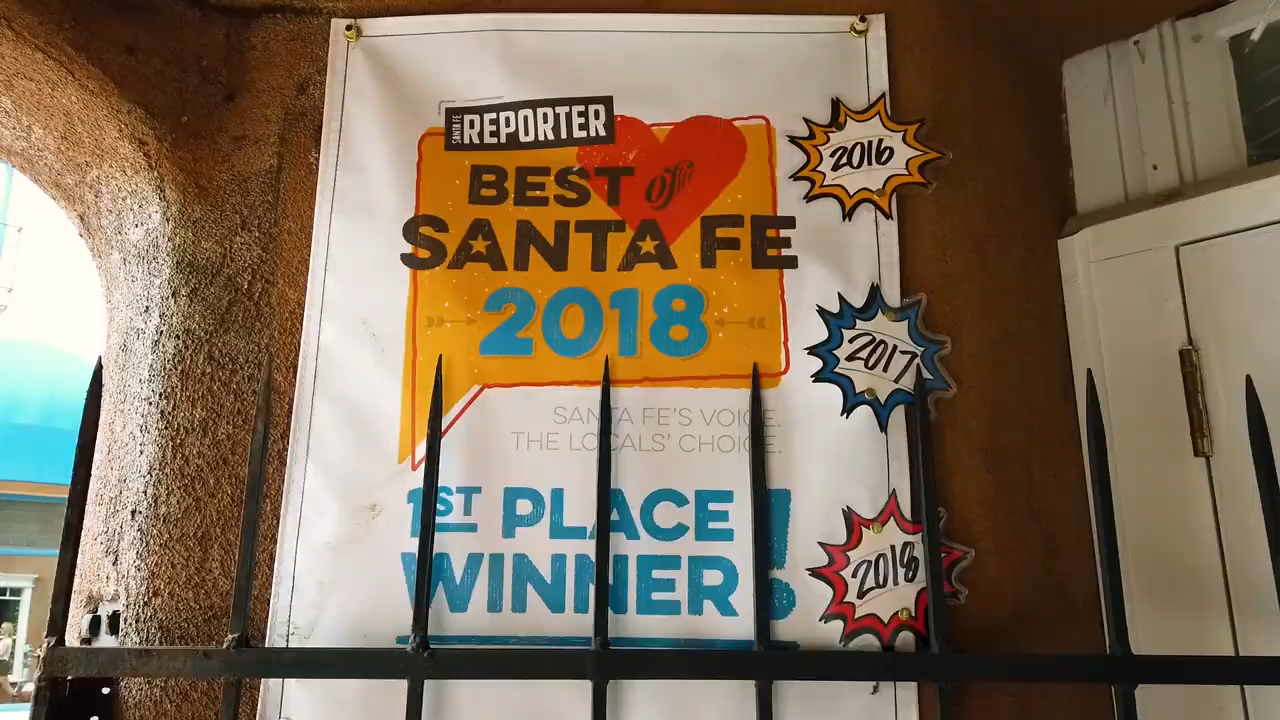 SANTA FE REPORTER
BEST of
SANTA FE
2018
SANTA FE'S VOICE.
THE LOCALS' CHOICE.
1ST PLACE
WINNER!
2016
2017
2018